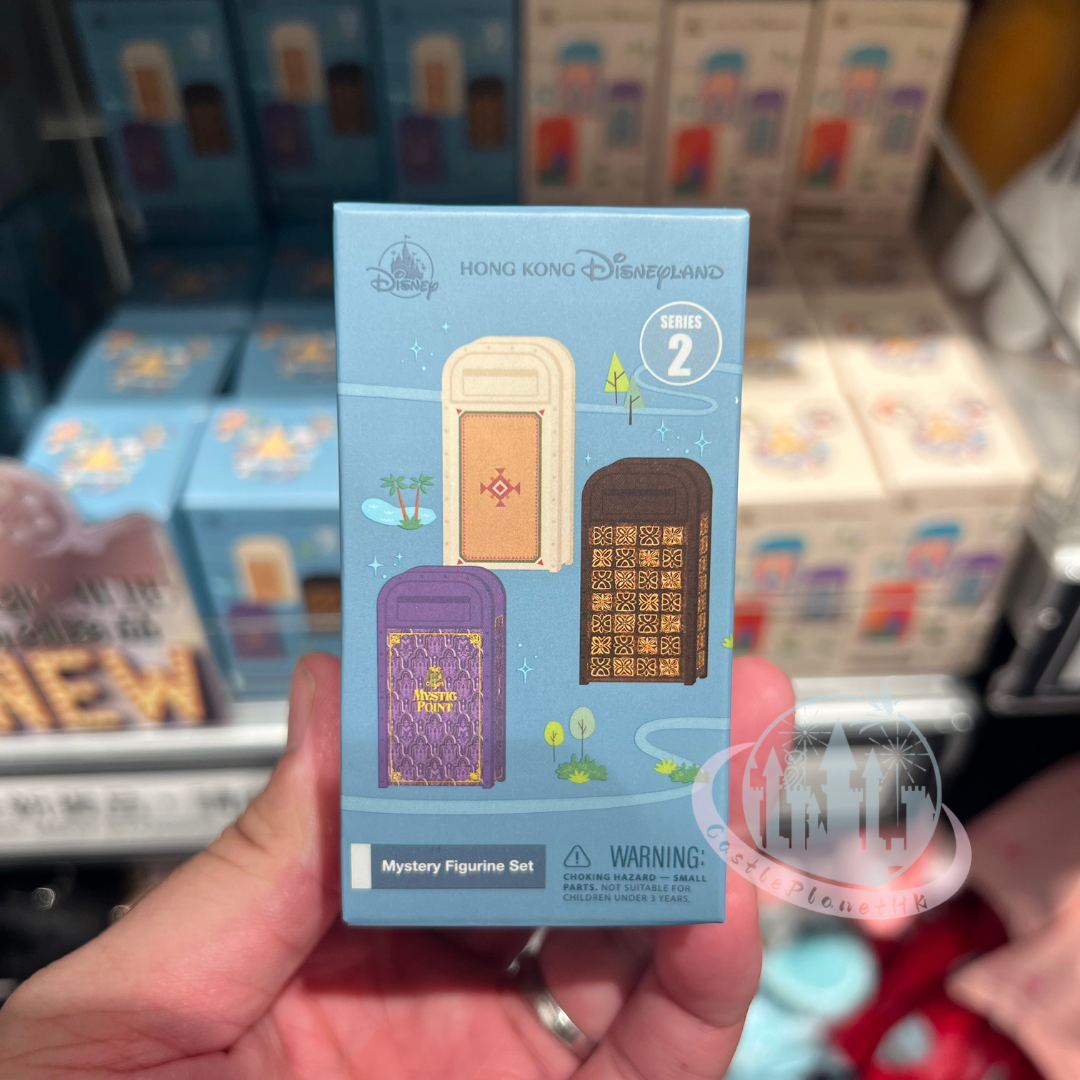 Disney
HONG KONG Disneyland
SERIES
2
MYSTIC
POINT
Mystery Figurine Set
WARNING:
CHOKING HAZARD — SMALL
PARTS. NOT SUITABLE FOR
CHILDREN UNDER 3 YEARS.
NEW
CastlePlanetHK